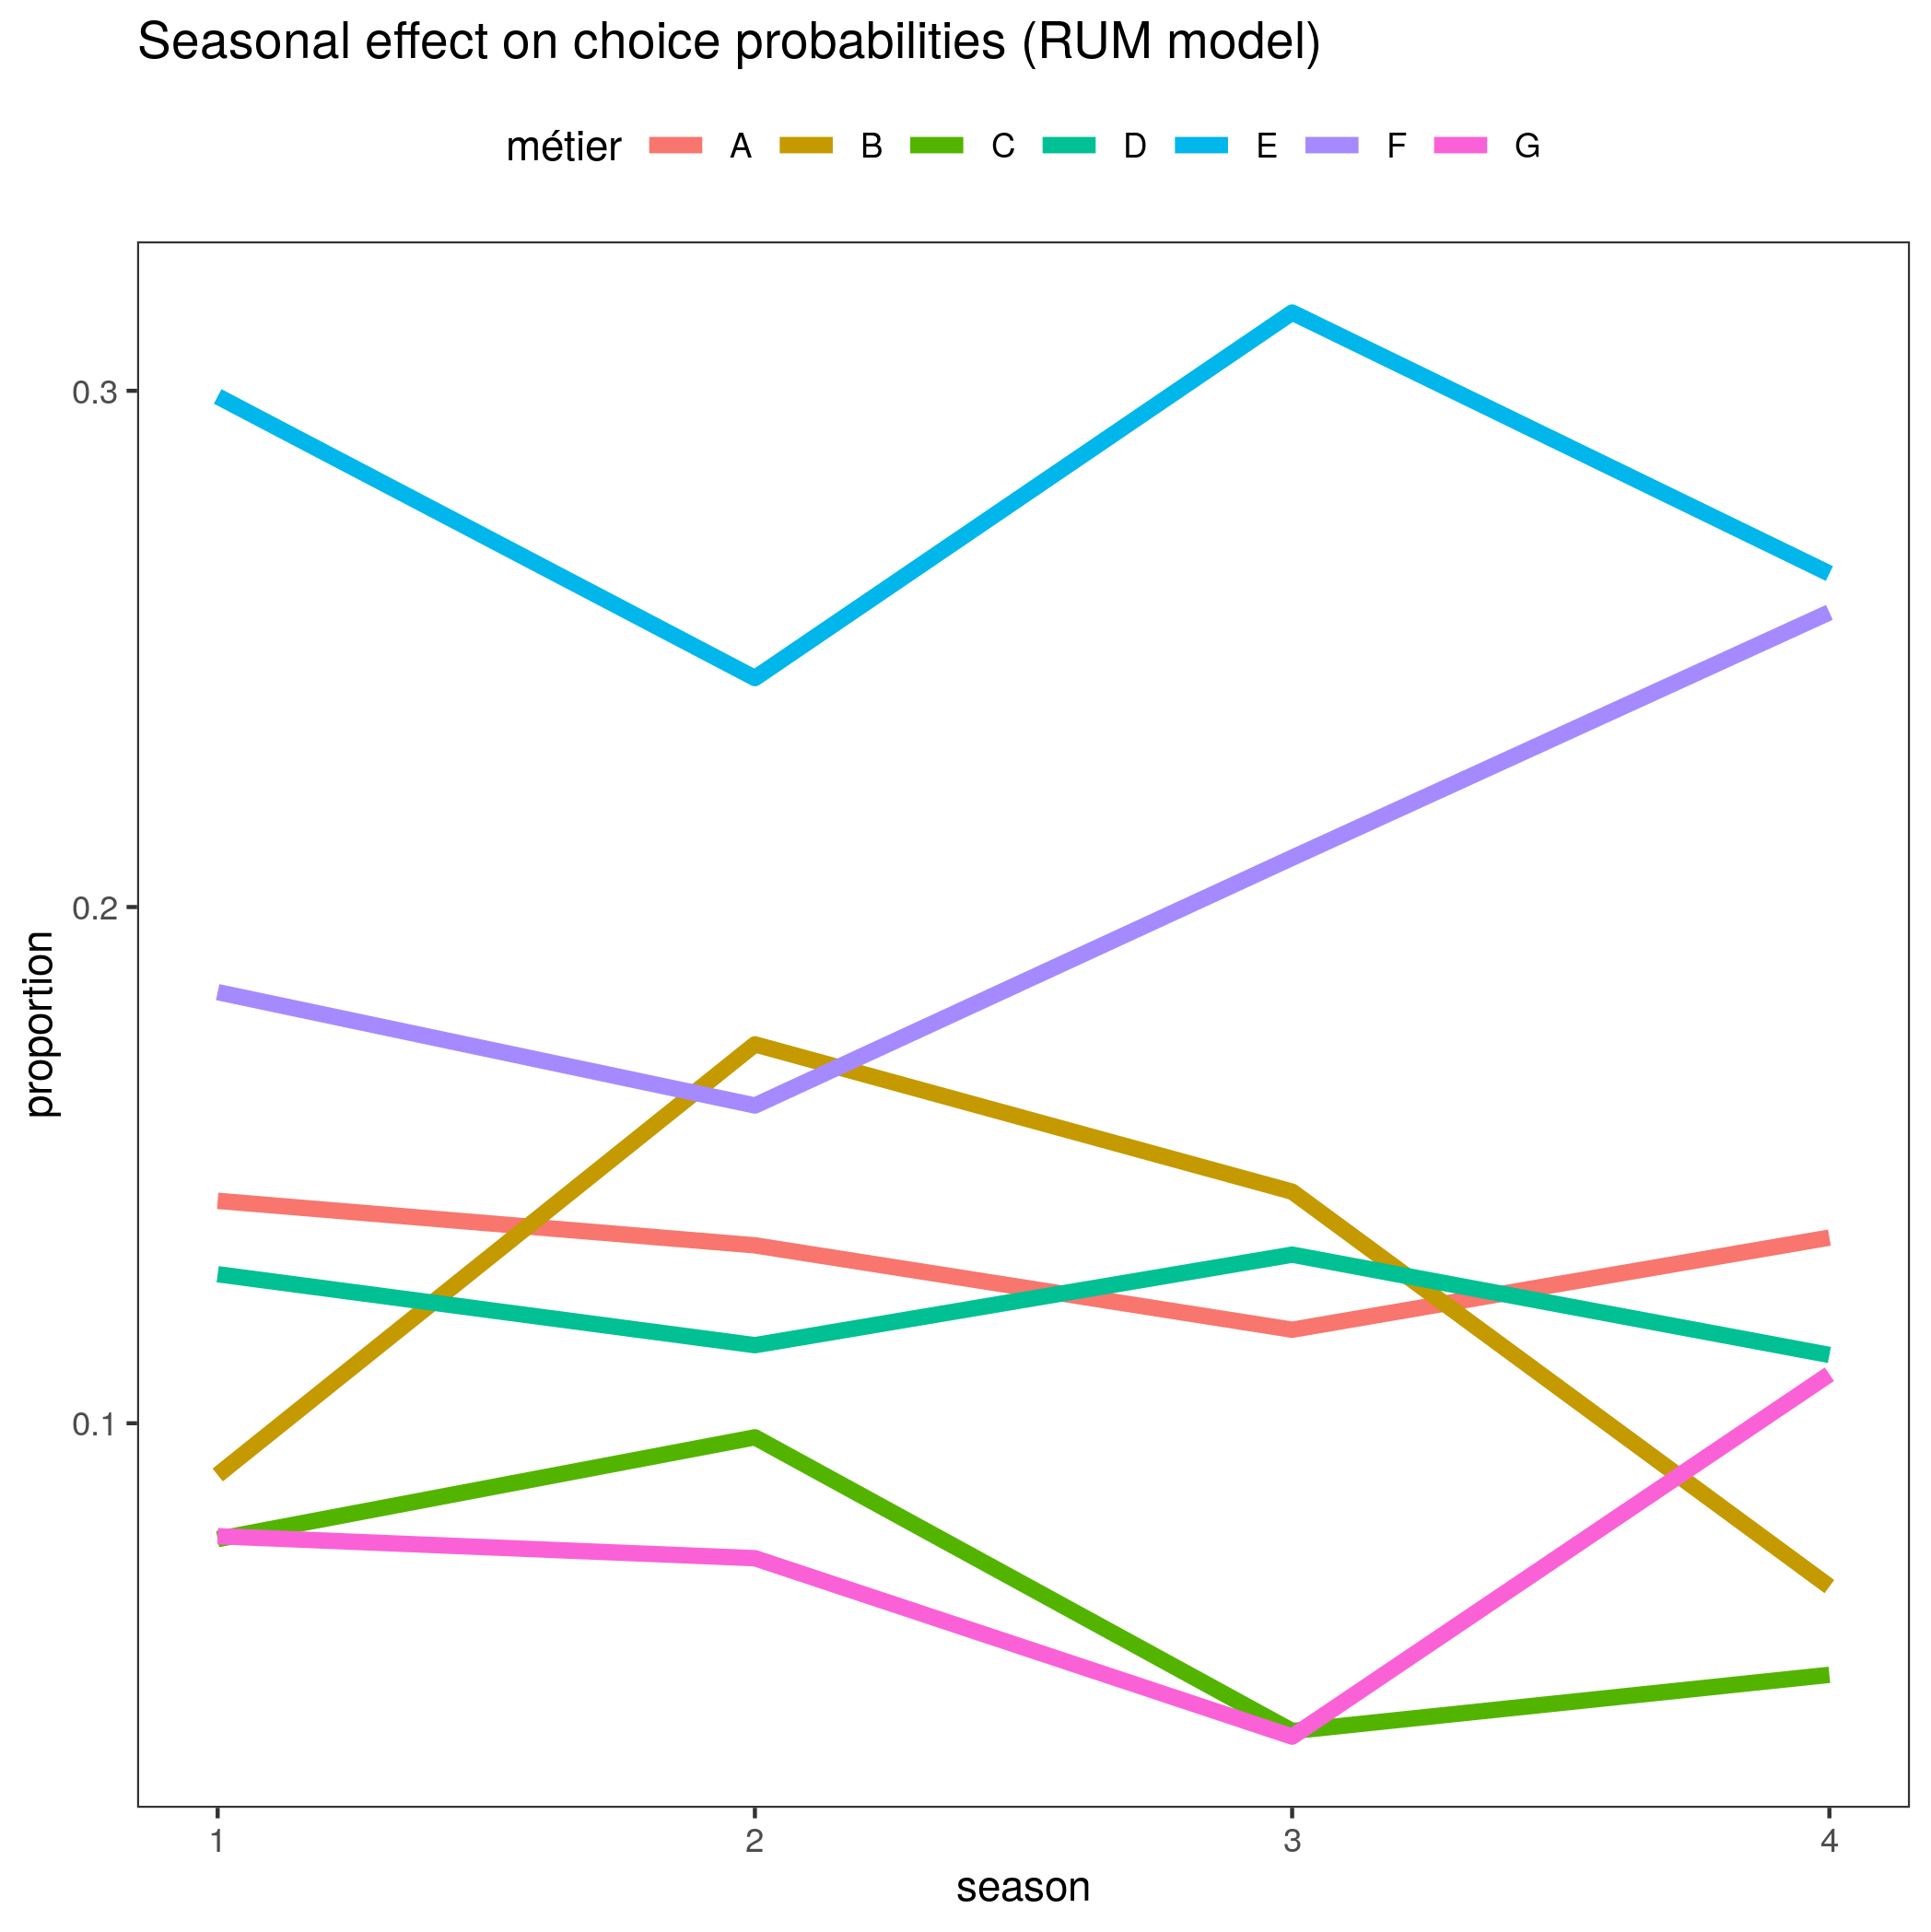 Seasonal effect on choice probabilities (RUM model)
métier A B C D E F G
0.3
0.2
0.1
proportion
1 2 3 4
season